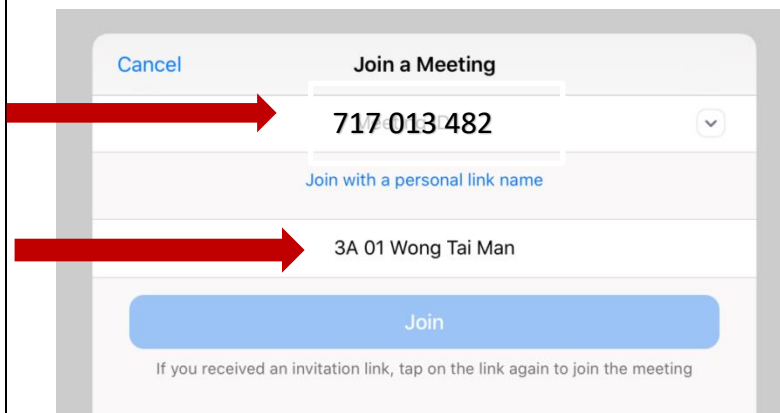 Cancel
Join a Meeting
717 013 482
Join with a personal link name
3A 01 Wong Tai Man
Join
If you received an invitation link, tap on the link again to join the meeting